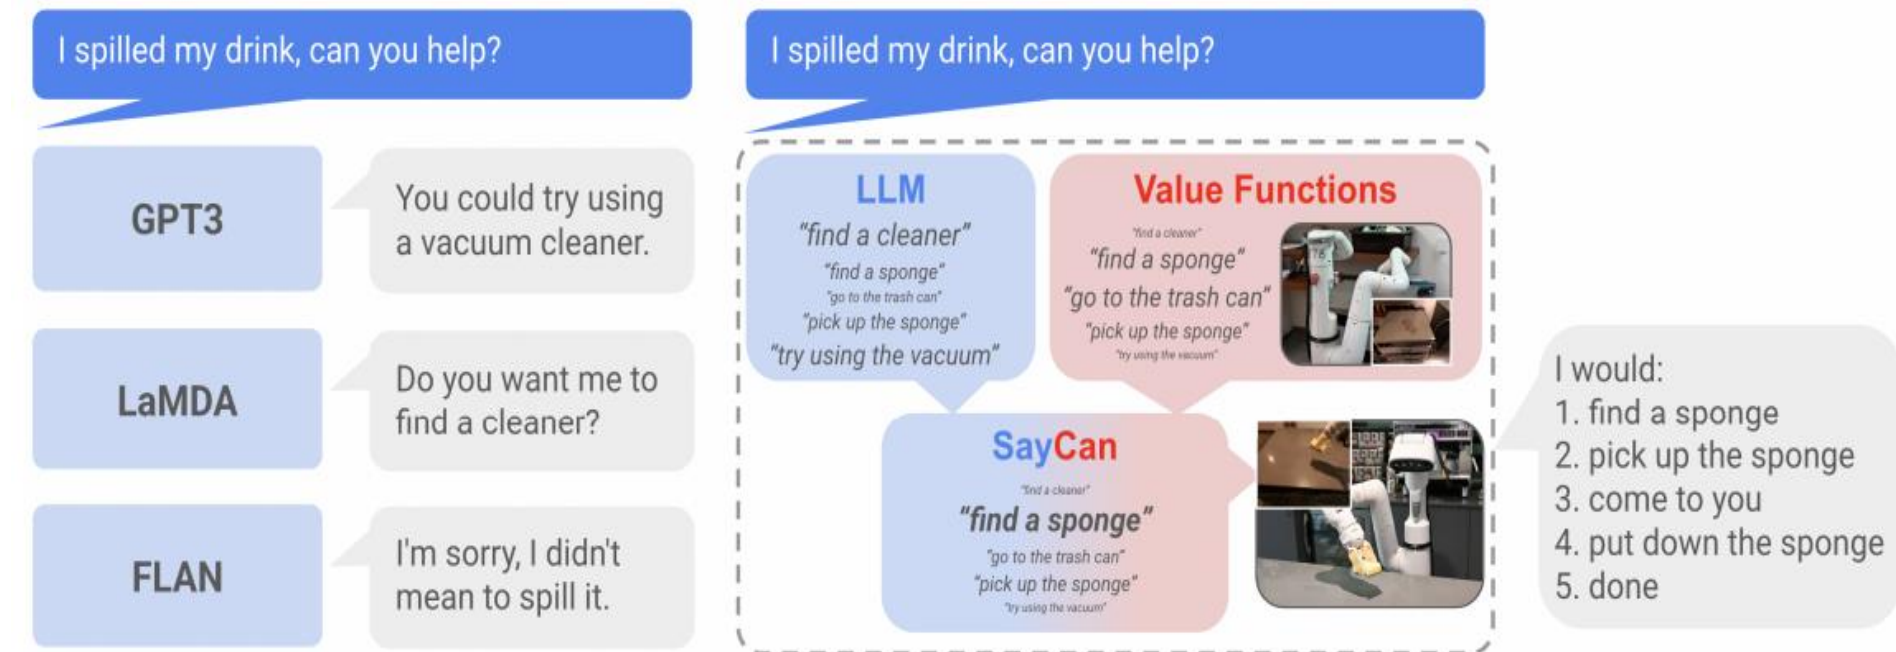 I spilled my drink, can you help?
GPT3
You could try using
a vacuum cleaner.
LaMDA
Do you want me to
find a cleaner?
FLAN
I'm sorry, I didn't
mean to spill it.
I spilled my drink, can you help?
LLM
"find a cleaner"
"find a sponge"
"go to the trash can"
"pick up the sponge"
"try using the vacuum"
Value Functions
"find a cleaner"
"find a sponge"
"go to the trash can"
"pick up the sponge"
"try using the vacuum"
SayCan
"find a cleaner"
"find a sponge"
"go to the trash can"
"pick up the sponge"
"try using the vacuum"
I would:
1. find a sponge
2. pick up the sponge
3. come to you
4. put down the sponge
5. done